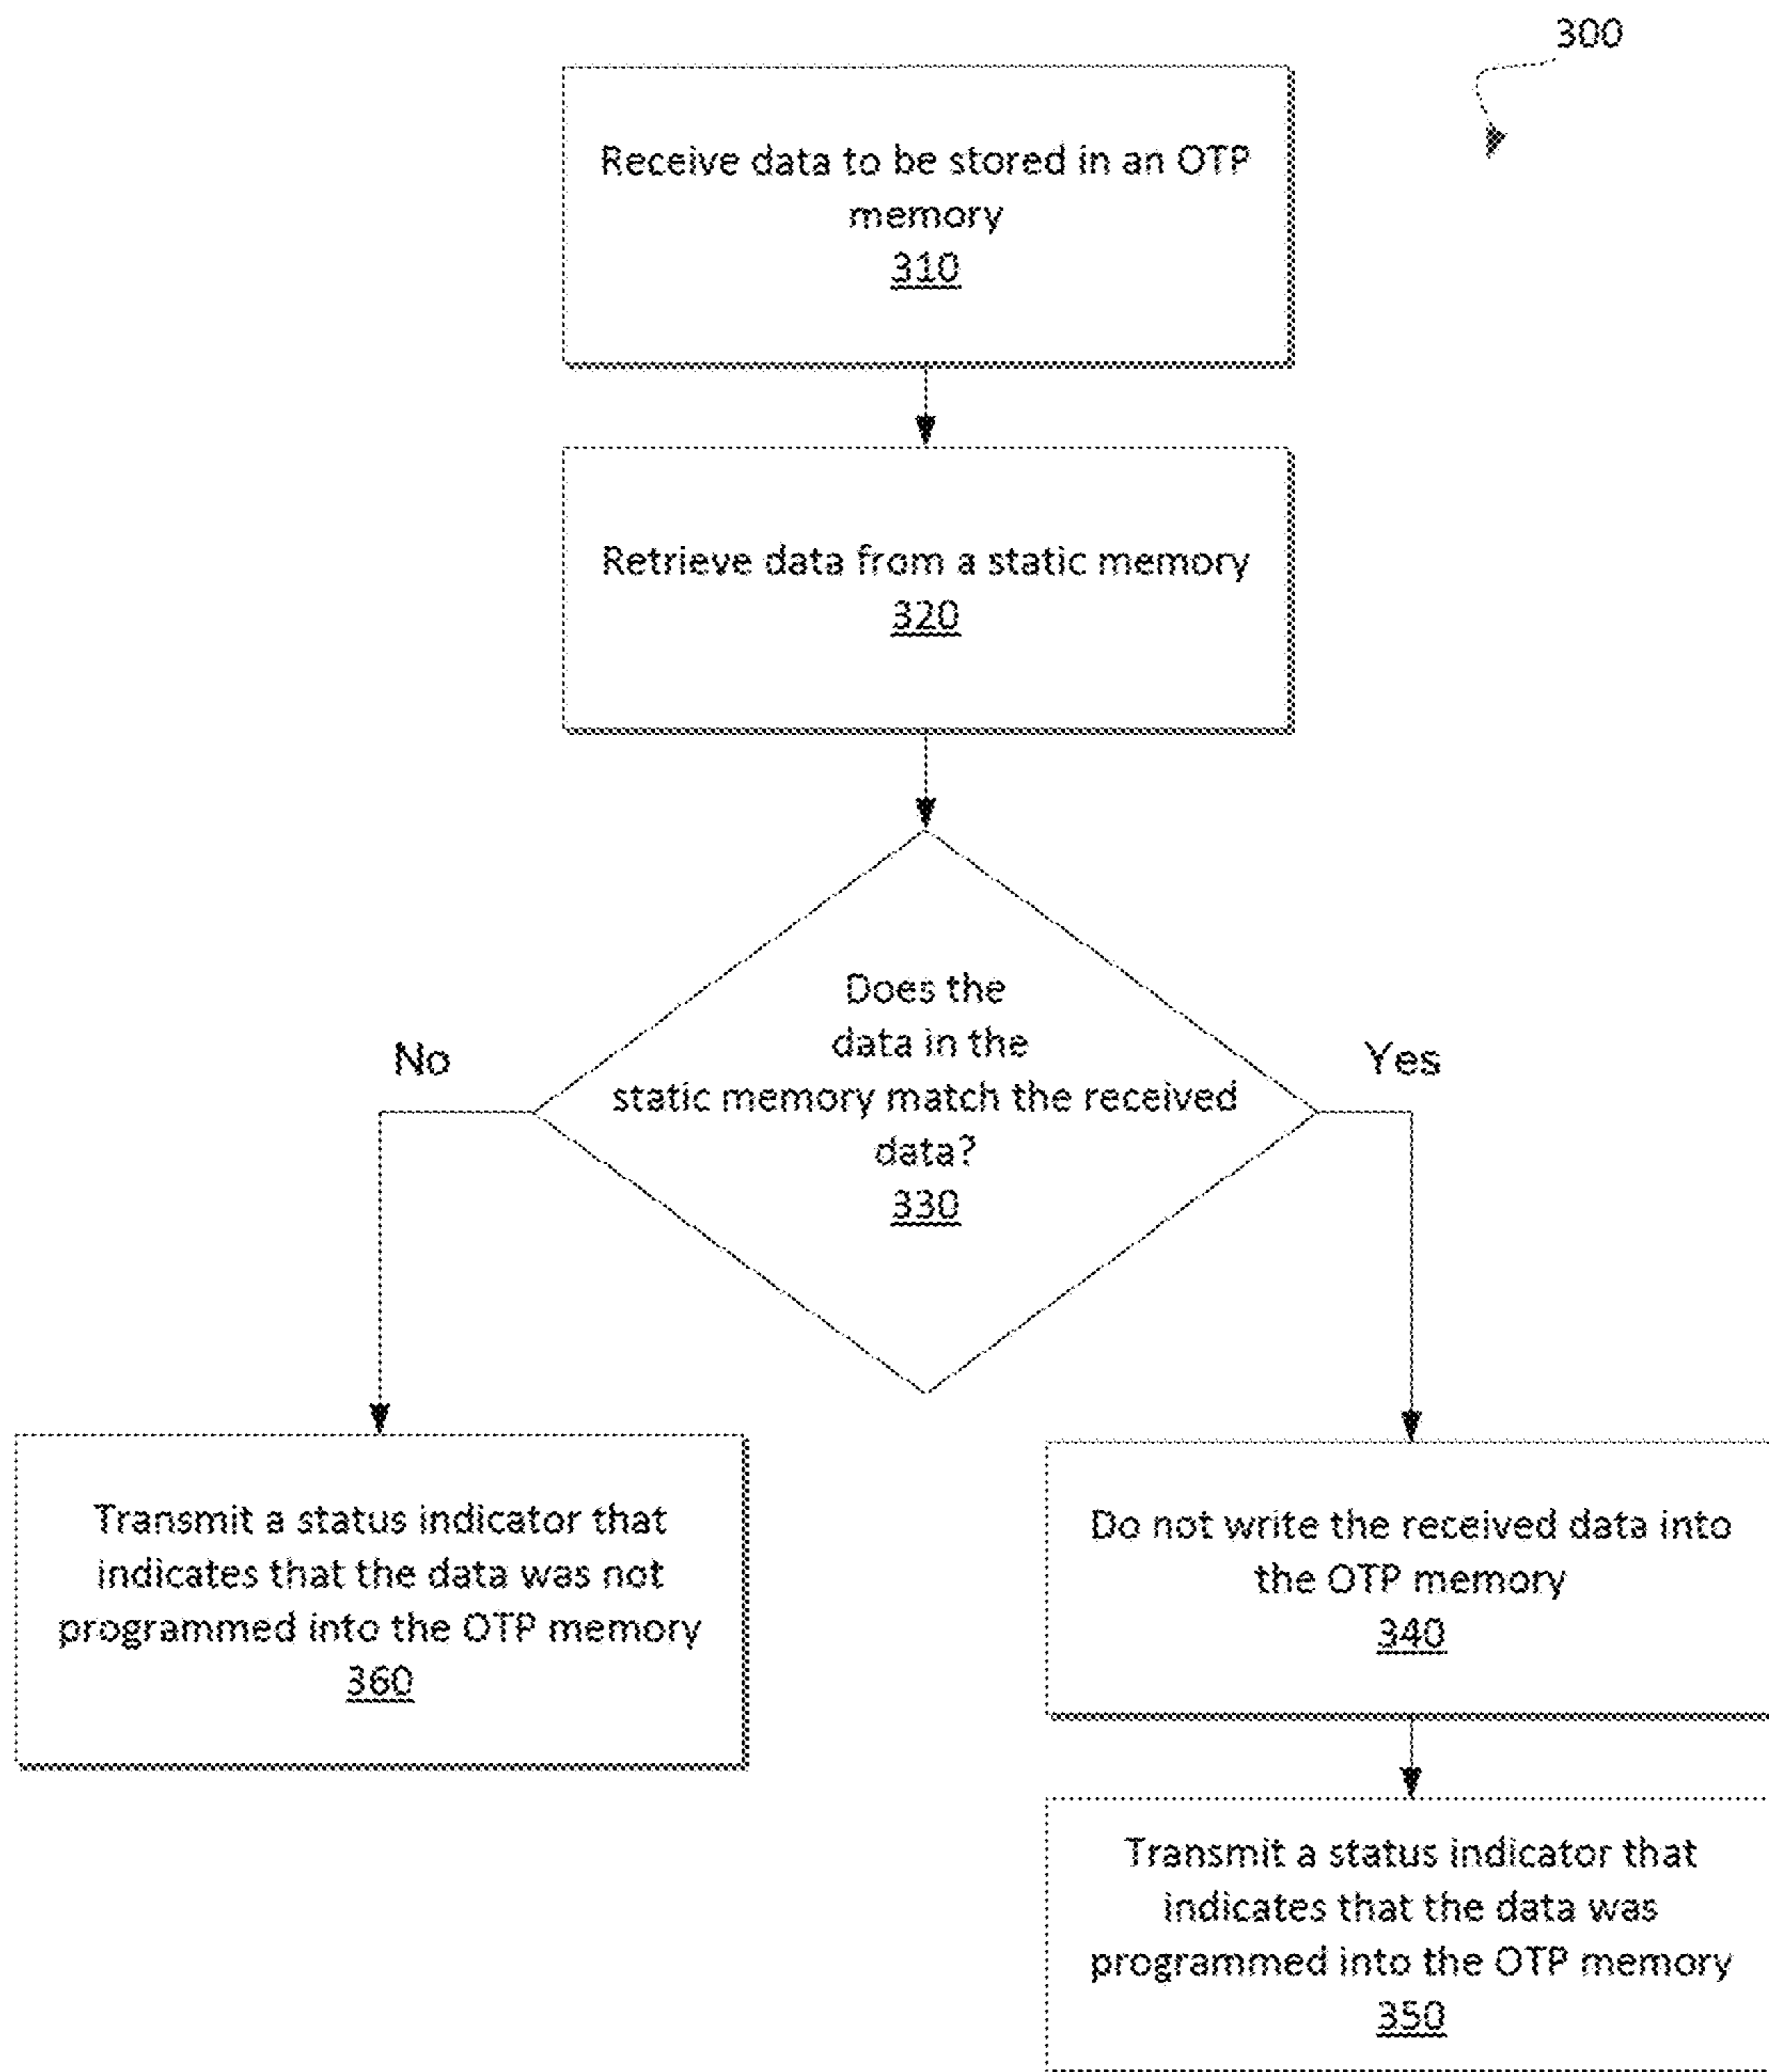 300
Receive data to be stored in an OTP
memory
310
Retrieve data from a static memory
320
Does the
data in the
static memory match the received
data?
330
No
Yes
Transmit a status indicator that
indicates that the data was not
programmed into the OTP memory
360
Do not write the received data into
the OTP memory
340
Transmit a status indicator that
indicates that the data was
programmed into the OTP memory
350